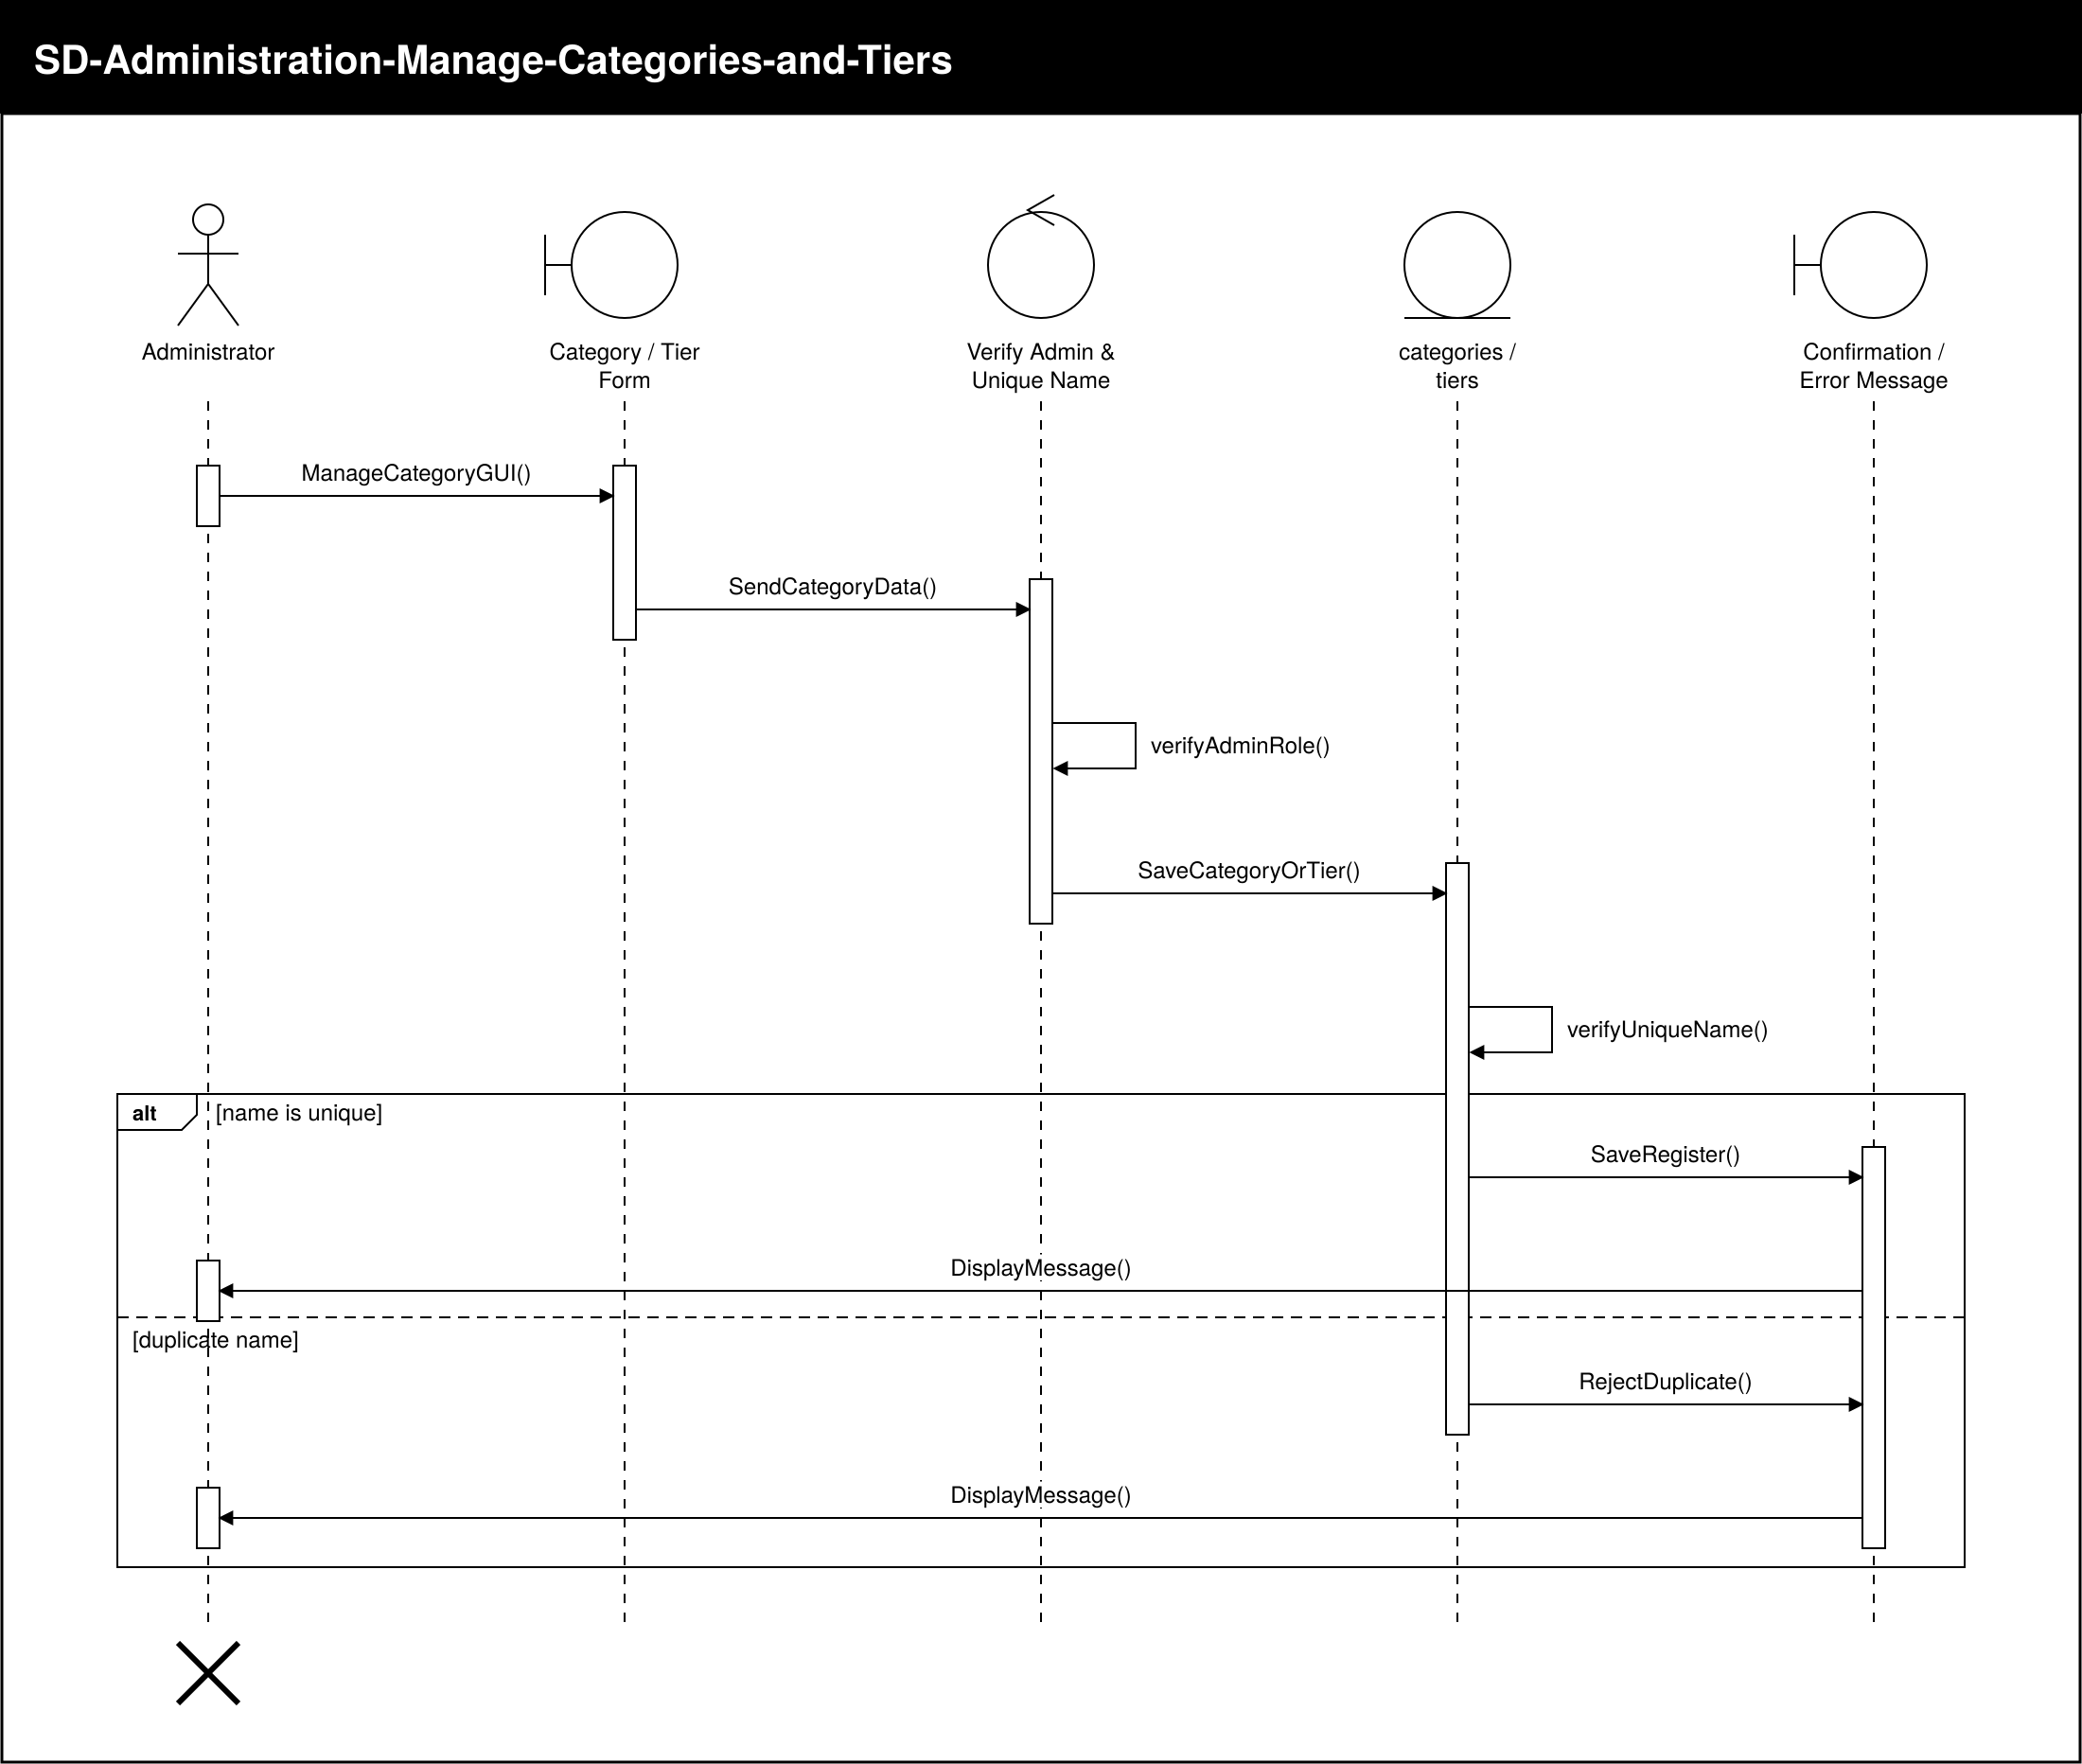 SD-Administration-Manage-Categories-and-Tiers
Administrator
Category / Tier
Form
Verify Admin &
Unique Name
categories /
tiers
Confirmation /
Error Message
ManageCategoryGUI()
SendCategoryData()
verifyAdminRole()
SaveCategoryOrTier()
verifyUniqueName()
alt
[name is unique]
SaveRegister()
DisplayMessage()
[duplicate name]
RejectDuplicate()
DisplayMessage()